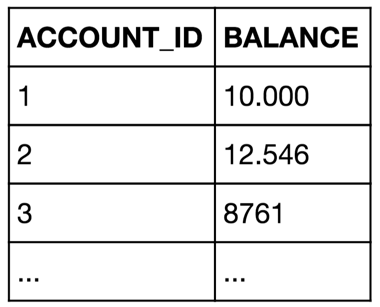 ACCOUNT_ID BALANCE
1 10.000
2 12.546
3 8761
... ...